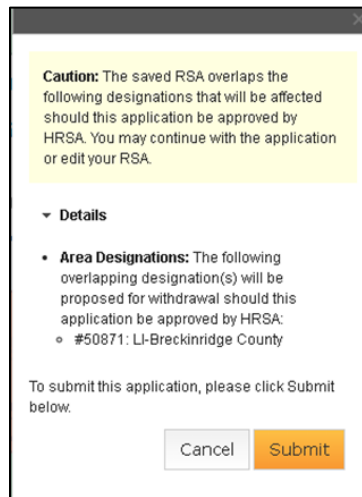 Caution: The saved RSA overlaps the
following designations that will be affected
should this application be approved by
HRSA. You may continue with the application
or edit your RSA.
Details
Area Designations: The following
overlapping designation(s) will be
proposed for withdrawal should this
application be approved by HRSA:
#50871: LI-Breckinridge County
To submit this application, please click Submit
below.
Cancel Submit